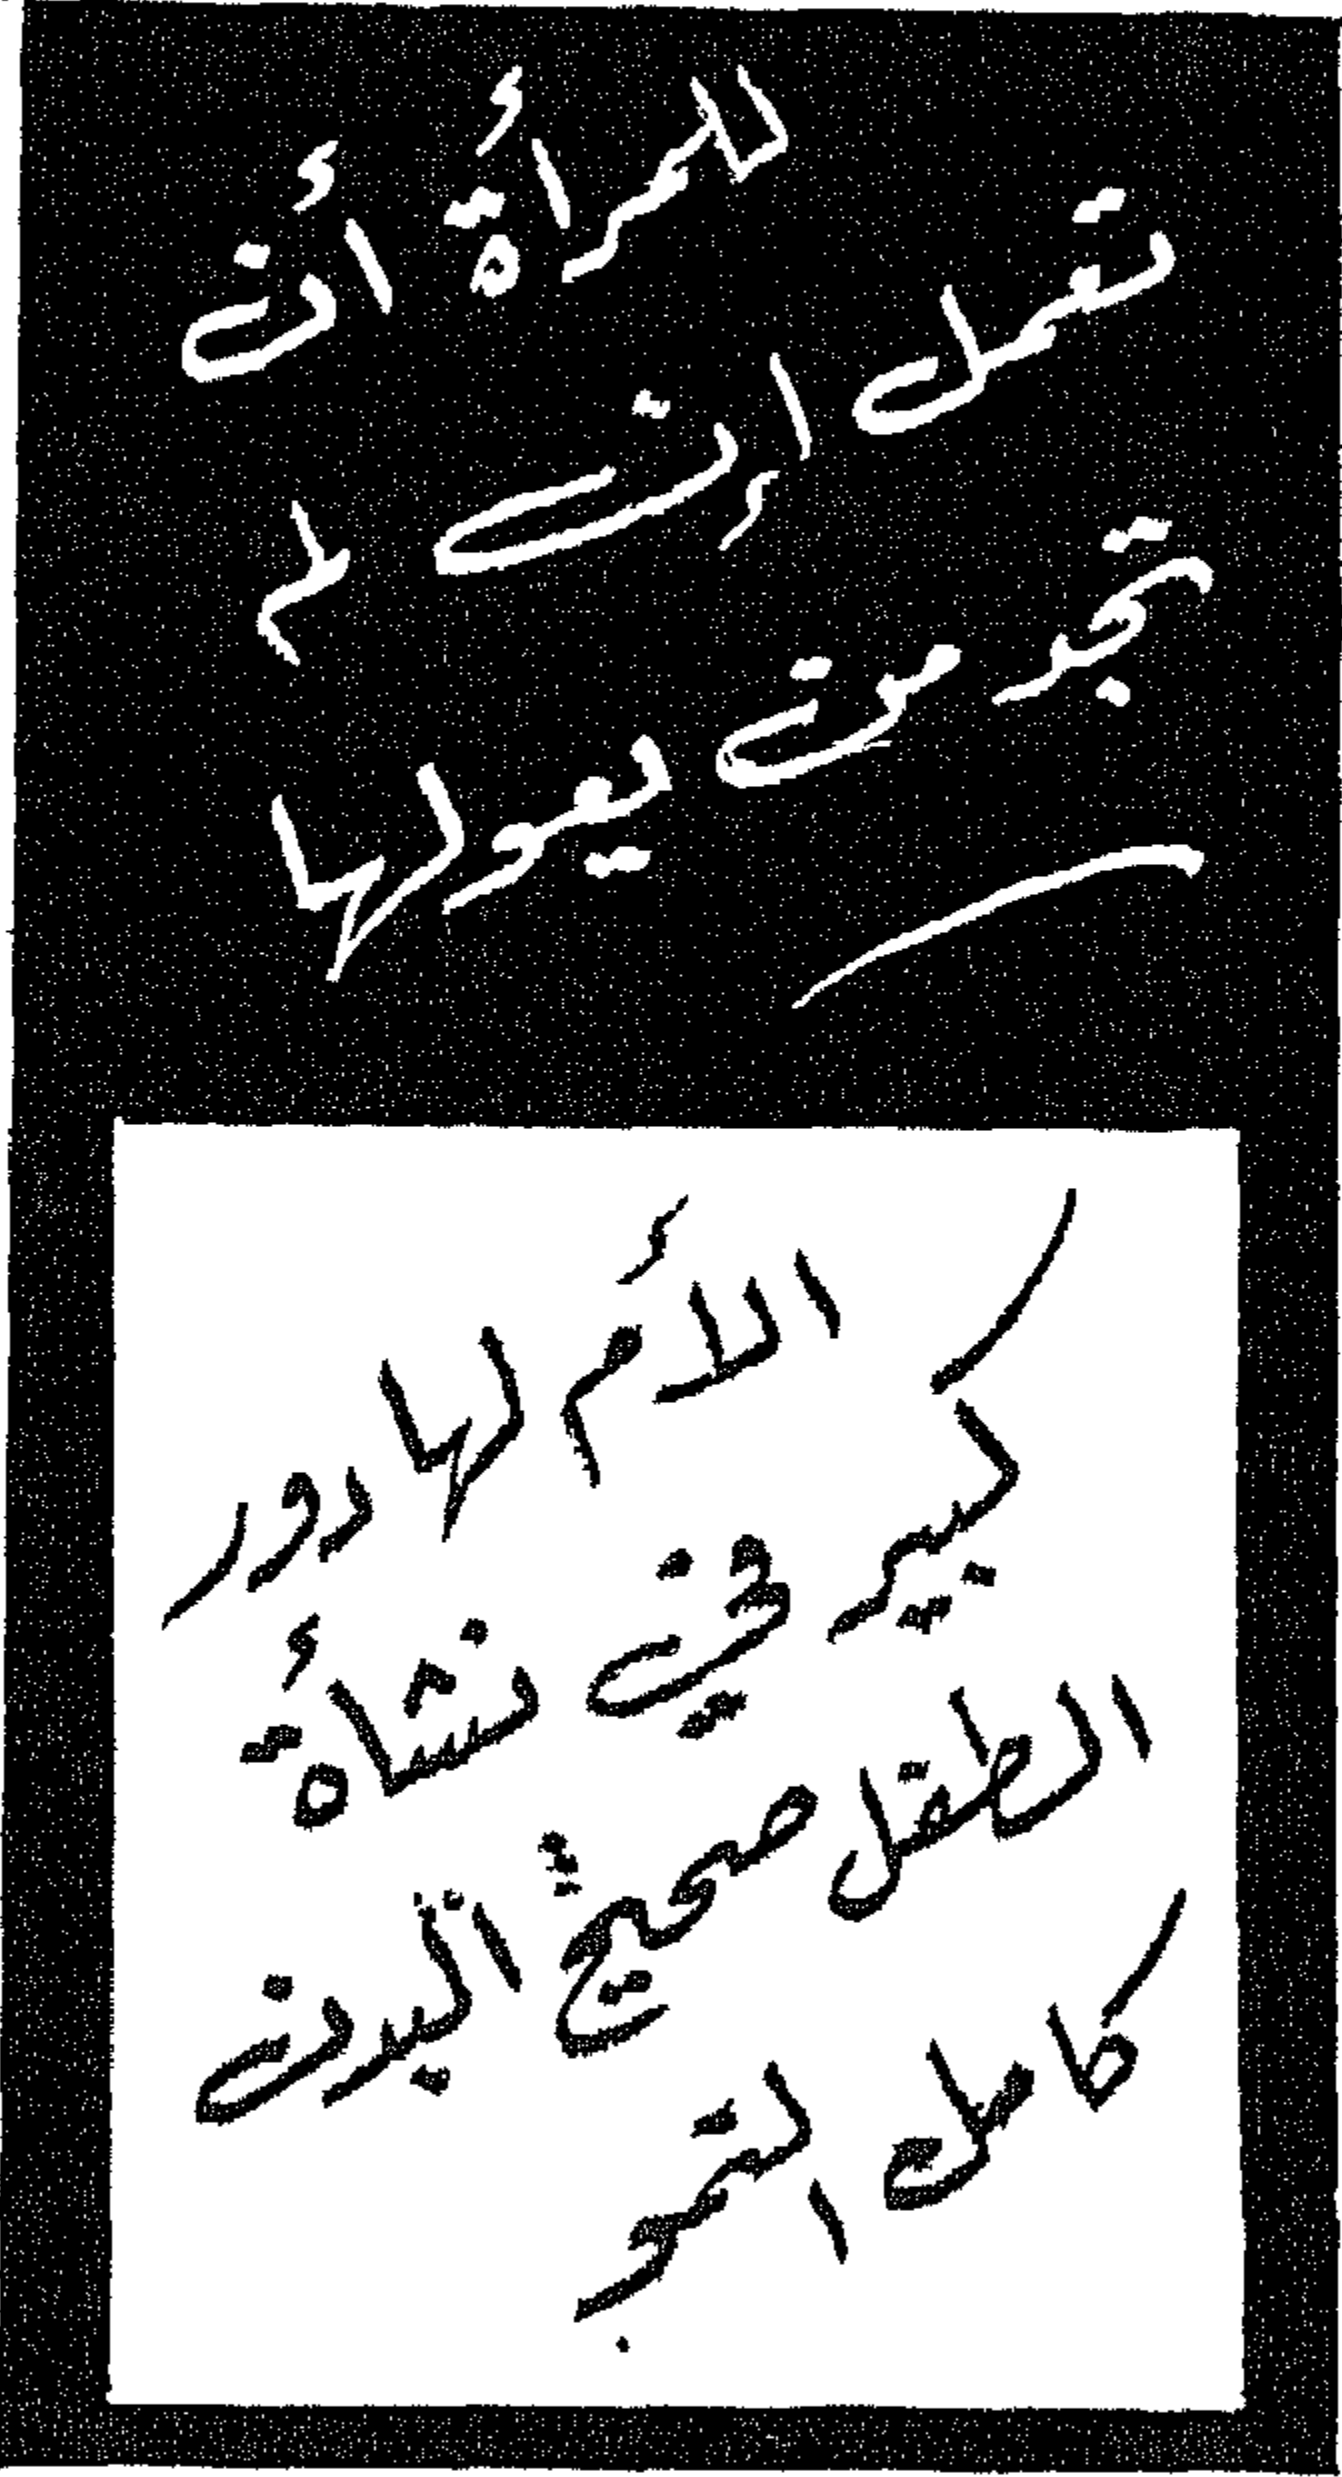 للمرأة أن
تعمل إن لم
تجد من يعولها
الأم لها دور
كبير في نشأة
الطفل صحيح البدن
كامل النمو.